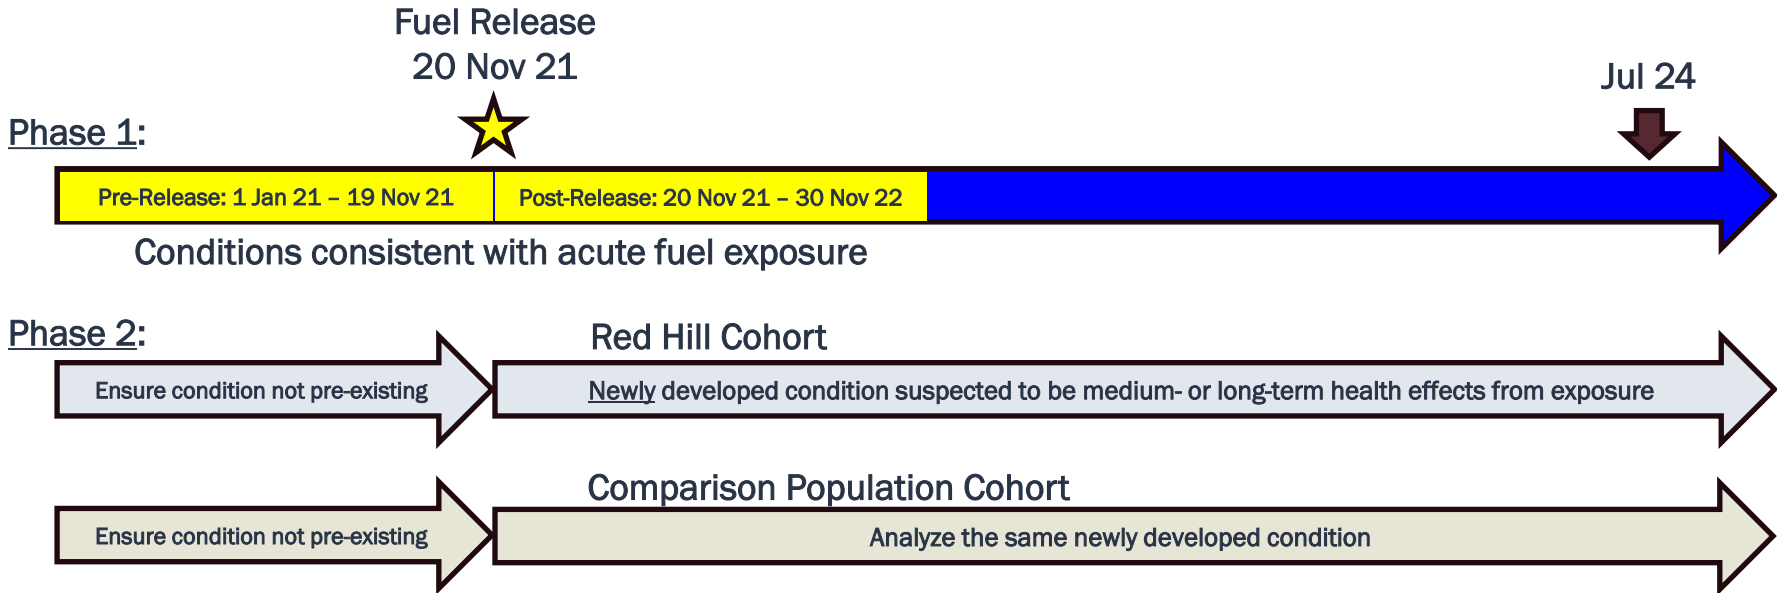 Fuel Release
20 Nov 21
Jul 24
Phase 1:
Pre-Release: 1 Jan 21 – 19 Nov 21
Post-Release: 20 Nov 21 – 30 Nov 22
Conditions consistent with acute fuel exposure
Phase 2:
Red Hill Cohort
Ensure condition not pre-existing
Newly developed condition suspected to be medium- or long-term health effects from exposure
Comparison Population Cohort
Ensure condition not pre-existing
Analyze the same newly developed condition